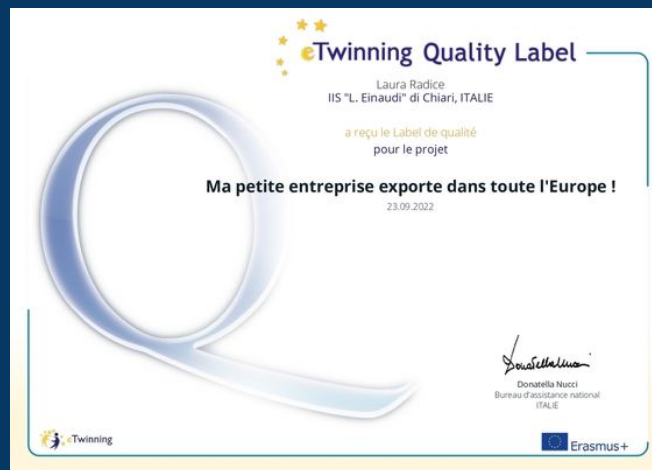 eTwinning Quality Label
Laura Radice
IIS "L. Einaudi" di Chiari, ITALIE
a reçu le Label de qualité
pour le projet
Ma petite entreprise exporte dans toute l'Europe !
23.09.2022
Donatella Nucci
Bureau d'assistance national
ITALIE
eTwinning
Erasmus+